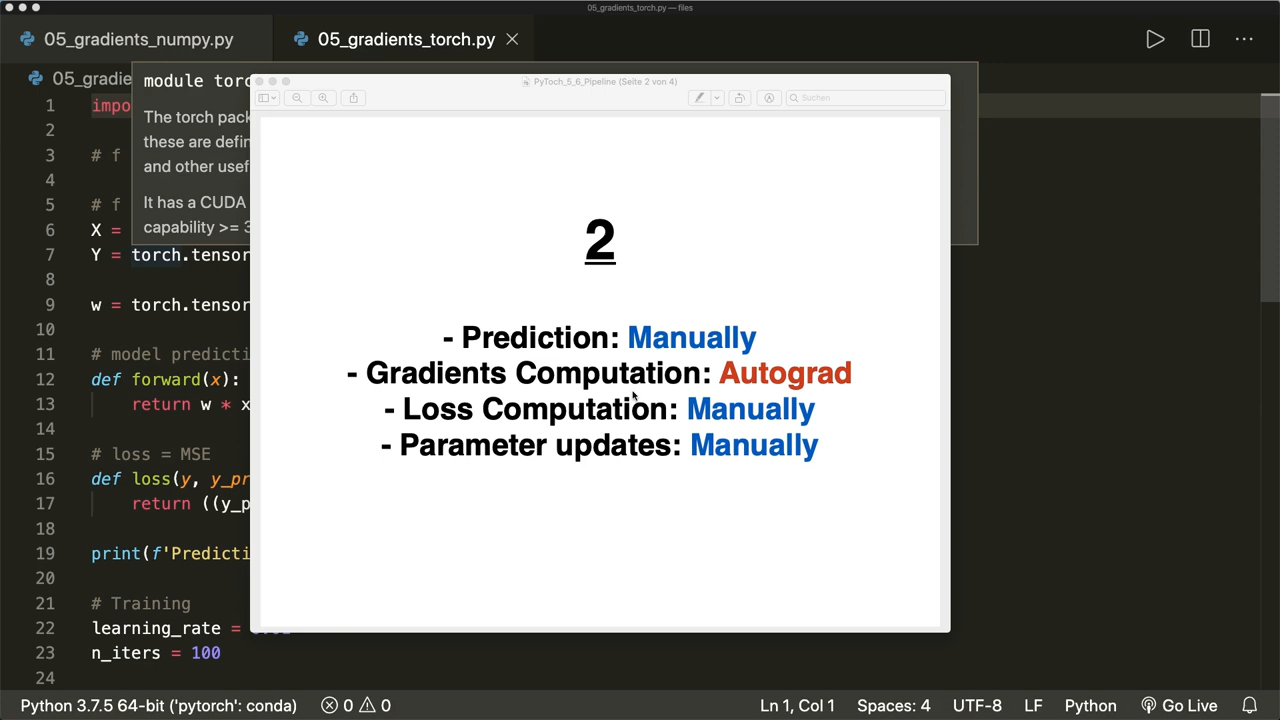 05_gradients_torch.py — files
05_gradients_numpy.py
05_gradients_torch.py
05_gradie
module torc
The torch pack
these are defin
and other usef
It has a CUDA
capability >= 3
PyToch_5_6_Pipeline (Seite 2 von 4)
Suchen
2
- Prediction: Manually
- Gradients Computation: Autograd
- Loss Computation: Manually
- Parameter updates: Manually
1 impo
2
3 # f
4
5 # f
6 X =
7 Y = torch.tensor
8
9 w = torch.tensor
10
11 # model predicti
12 def forward(x):
13 return w * x
14
15 # loss = MSE
16 def loss(y, y_pr
17 return ((y_p
18
19 print(f'Predicti
20
21 # Training
22 learning_rate =
23 n_iters = 100
24
Python 3.7.5 64-bit ('pytorch': conda) 0 0 Ln 1, Col 1 Spaces: 4 UTF-8 LF Python Go Live